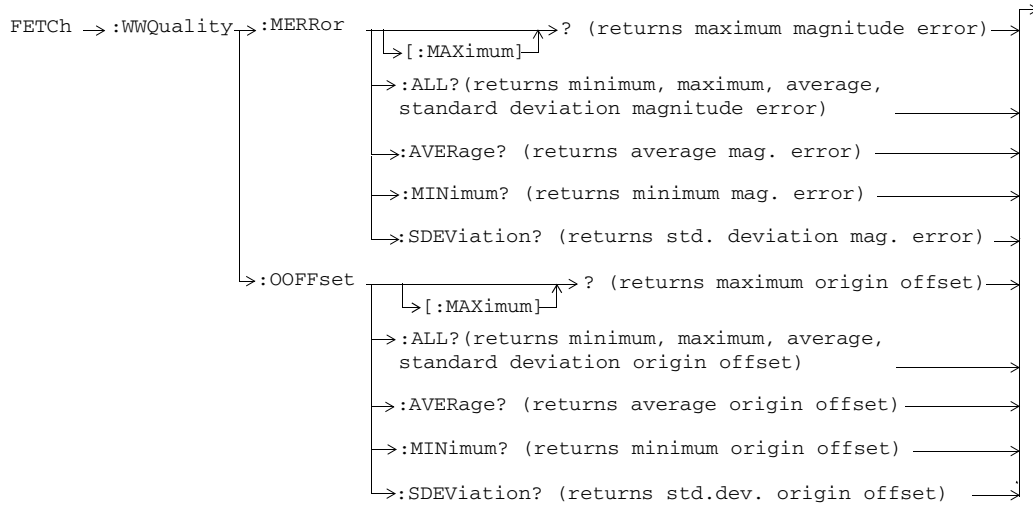 FETCh :WWQuality :MERRor ? (returns maximum magnitude error)
[:MAXimum]
:ALL?(returns minimum, maximum, average,
standard deviation magnitude error)
:AVERage? (returns average mag. error)
:MINimum? (returns minimum mag. error)
:SDEViation? (returns std. deviation mag. error)
:OOFFset ? (returns maximum origin offset)
[:MAXimum]
:ALL?(returns minimum, maximum, average,
standard deviation origin offset)
:AVERage? (returns average origin offset)
:MINimum? (returns minimum origin offset)
:SDEViation? (returns std.dev. origin offset)